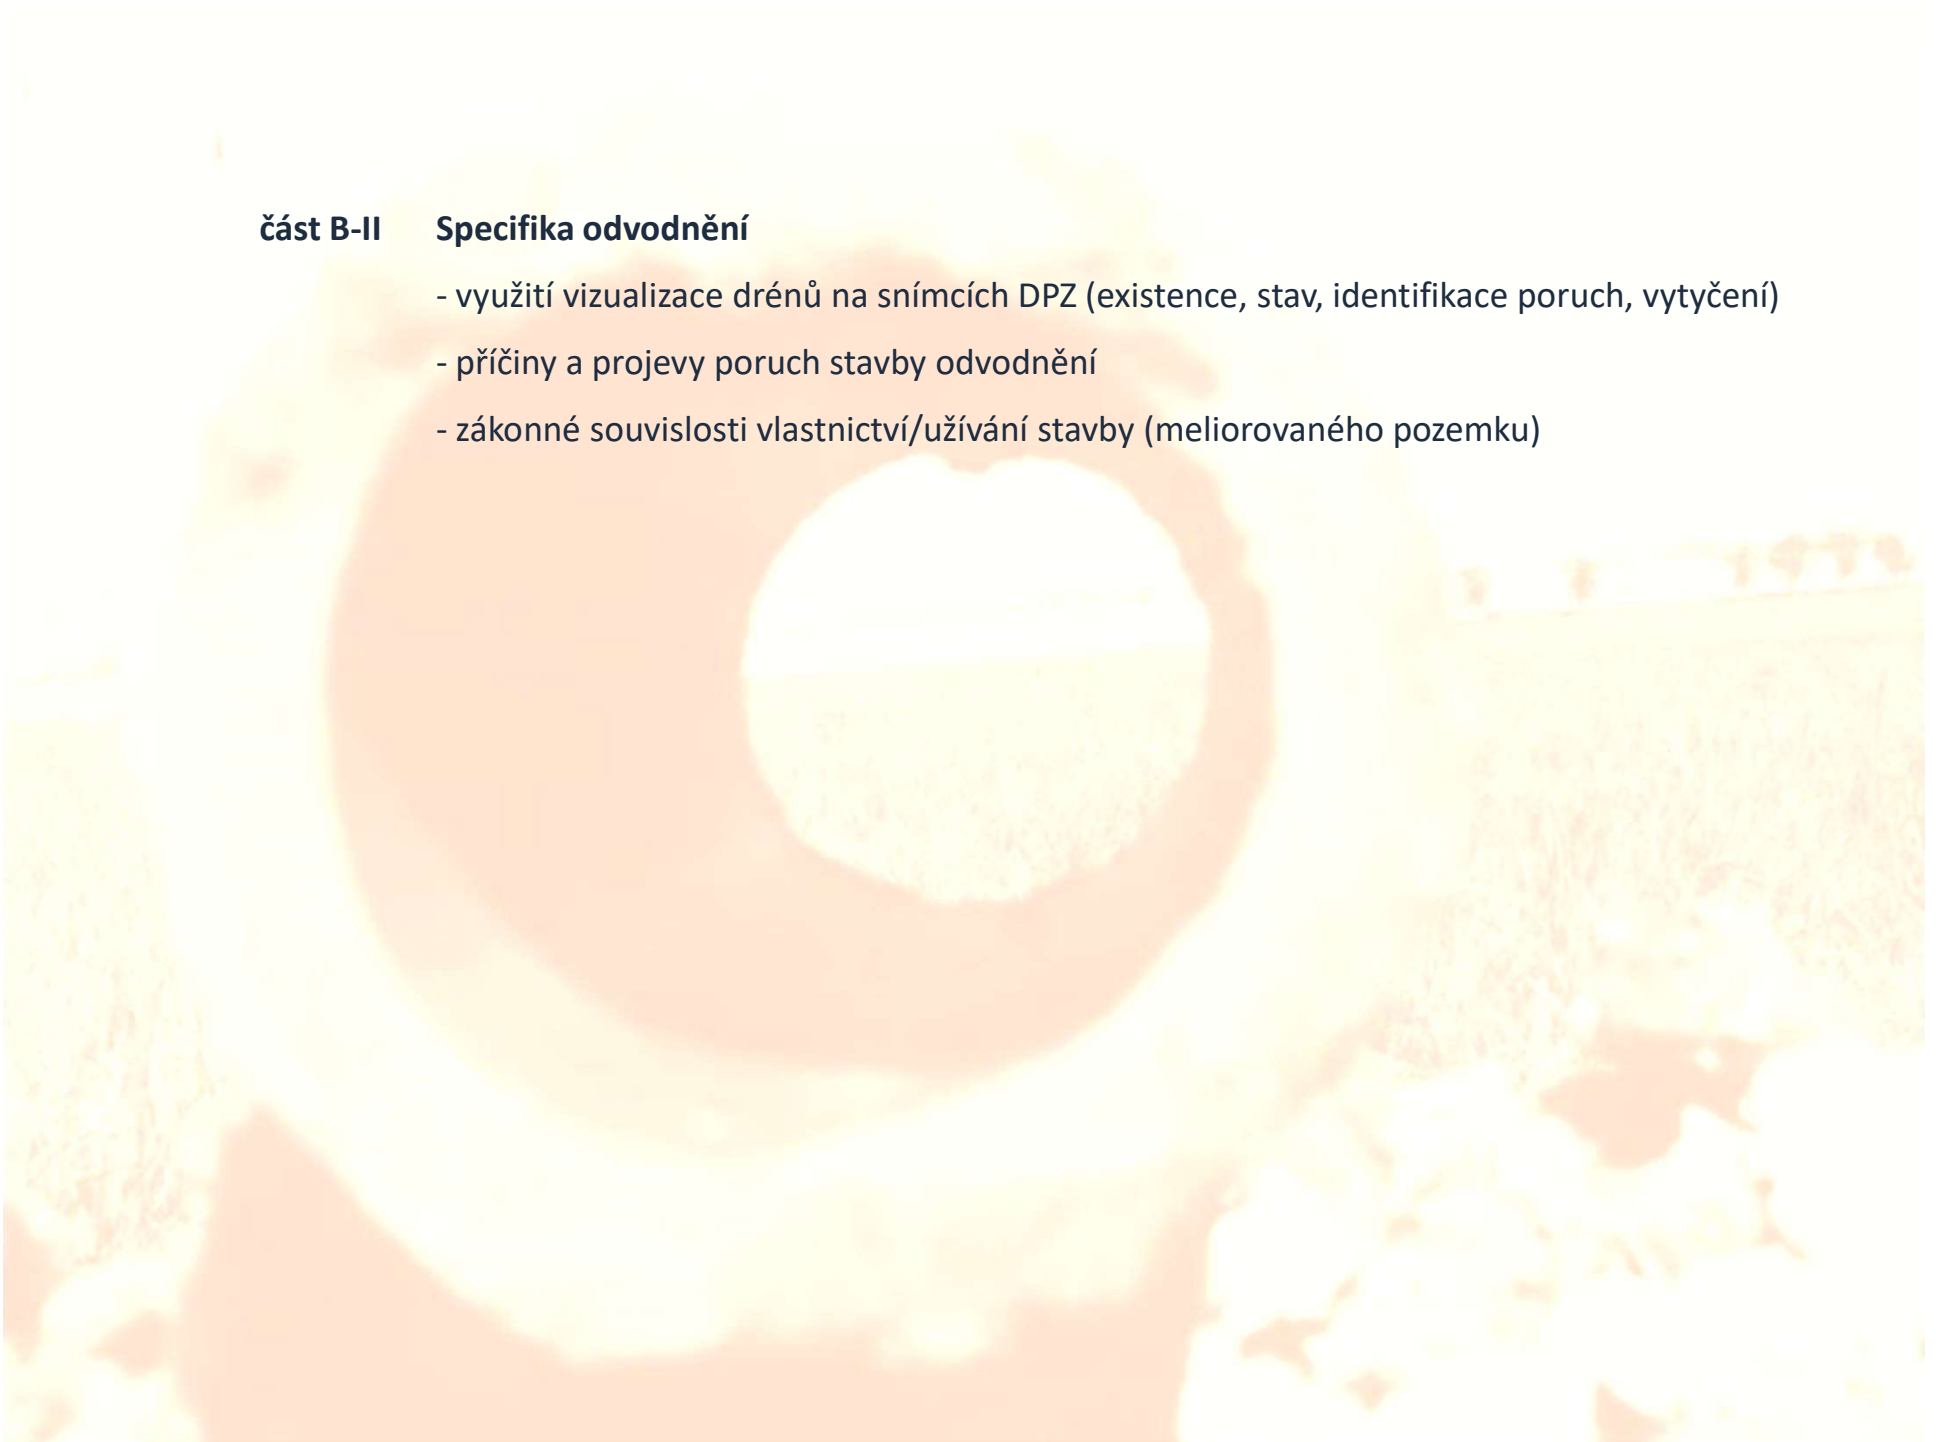 část B-II Specifika odvodnění
- využití vizualizace drénů na snímcích DPZ (existence, stav, identifikace poruch, vytyčení)
- příčiny a projevy poruch stavby odvodnění
- zákonné souvislosti vlastnictví/užívání stavby (meliorovaného pozemku)